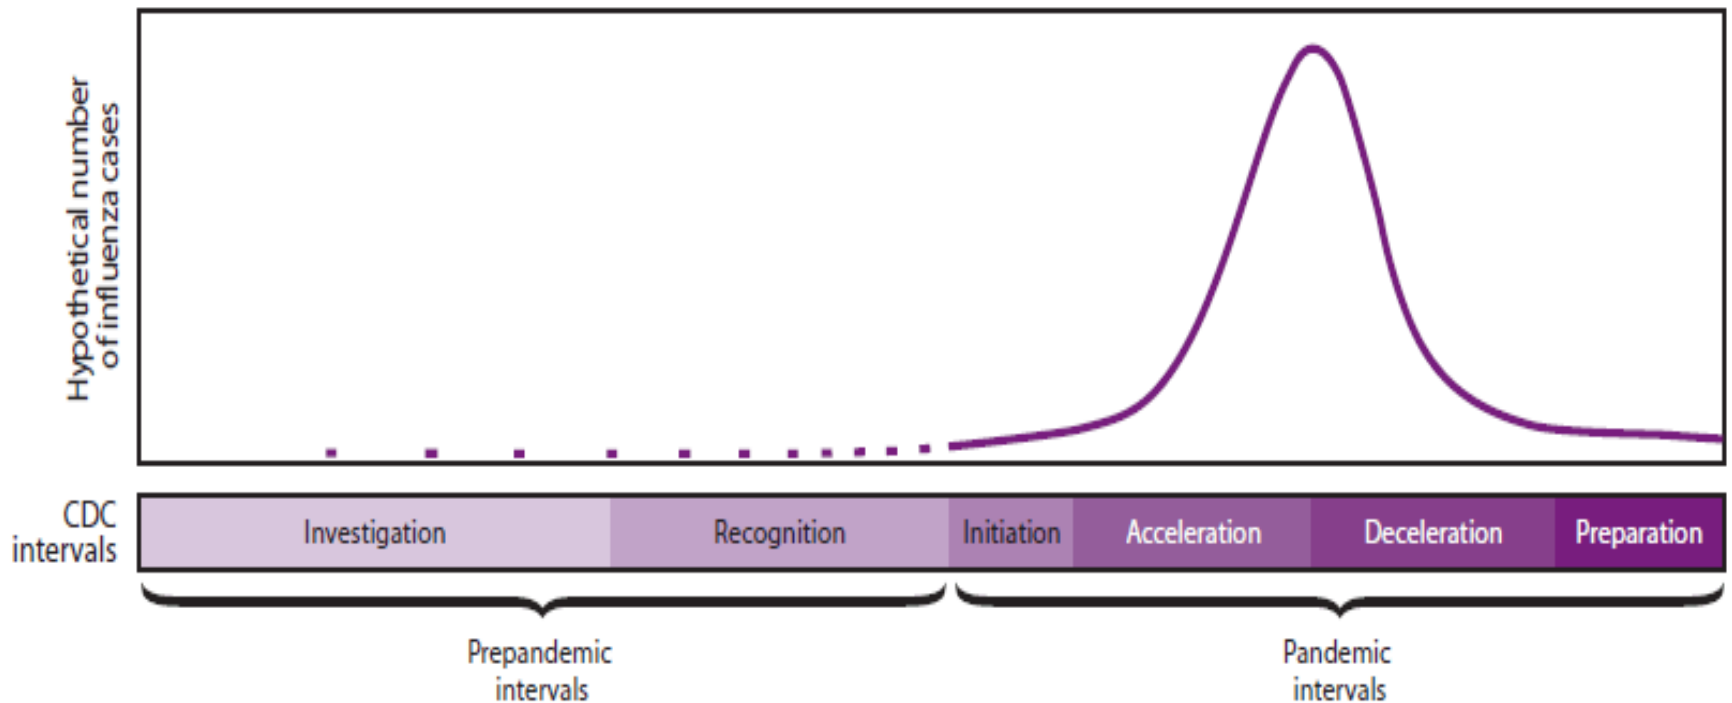 Hypothetical number
of influenza cases
CDC
intervals
Investigation
Recognition
Initiation
Acceleration
Deceleration
Preparation
Prepandemic
intervals
Pandemic
intervals